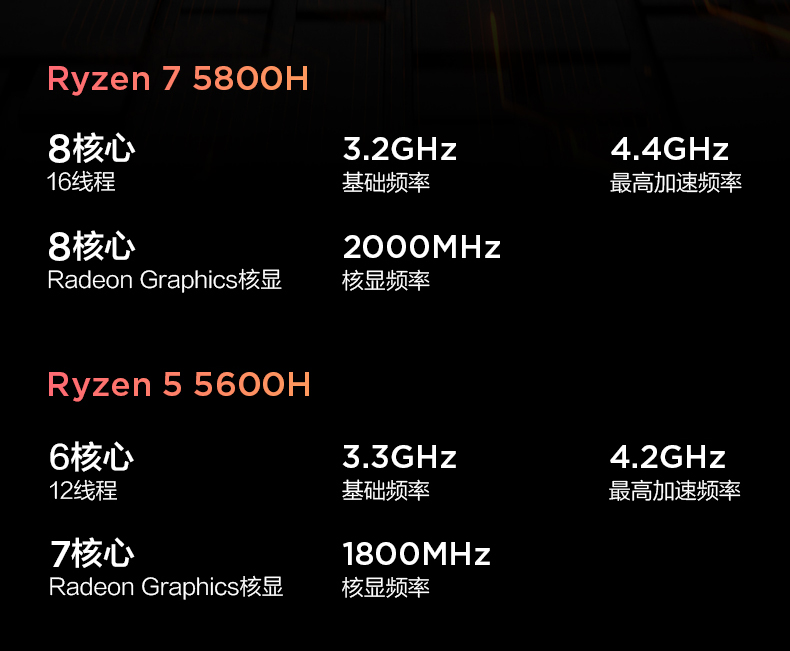 Ryzen 7 5800H
8核心 3.2GHz 4.4GHz
16线程 基础频率 最高加速频率
8核心 2000MHz
Radeon Graphics核显 核显频率
Ryzen 5 5600H
6核心 3.3GHz 4.2GHz
12线程 基础频率 最高加速频率
7核心 1800MHz
Radeon Graphics核显 核显频率